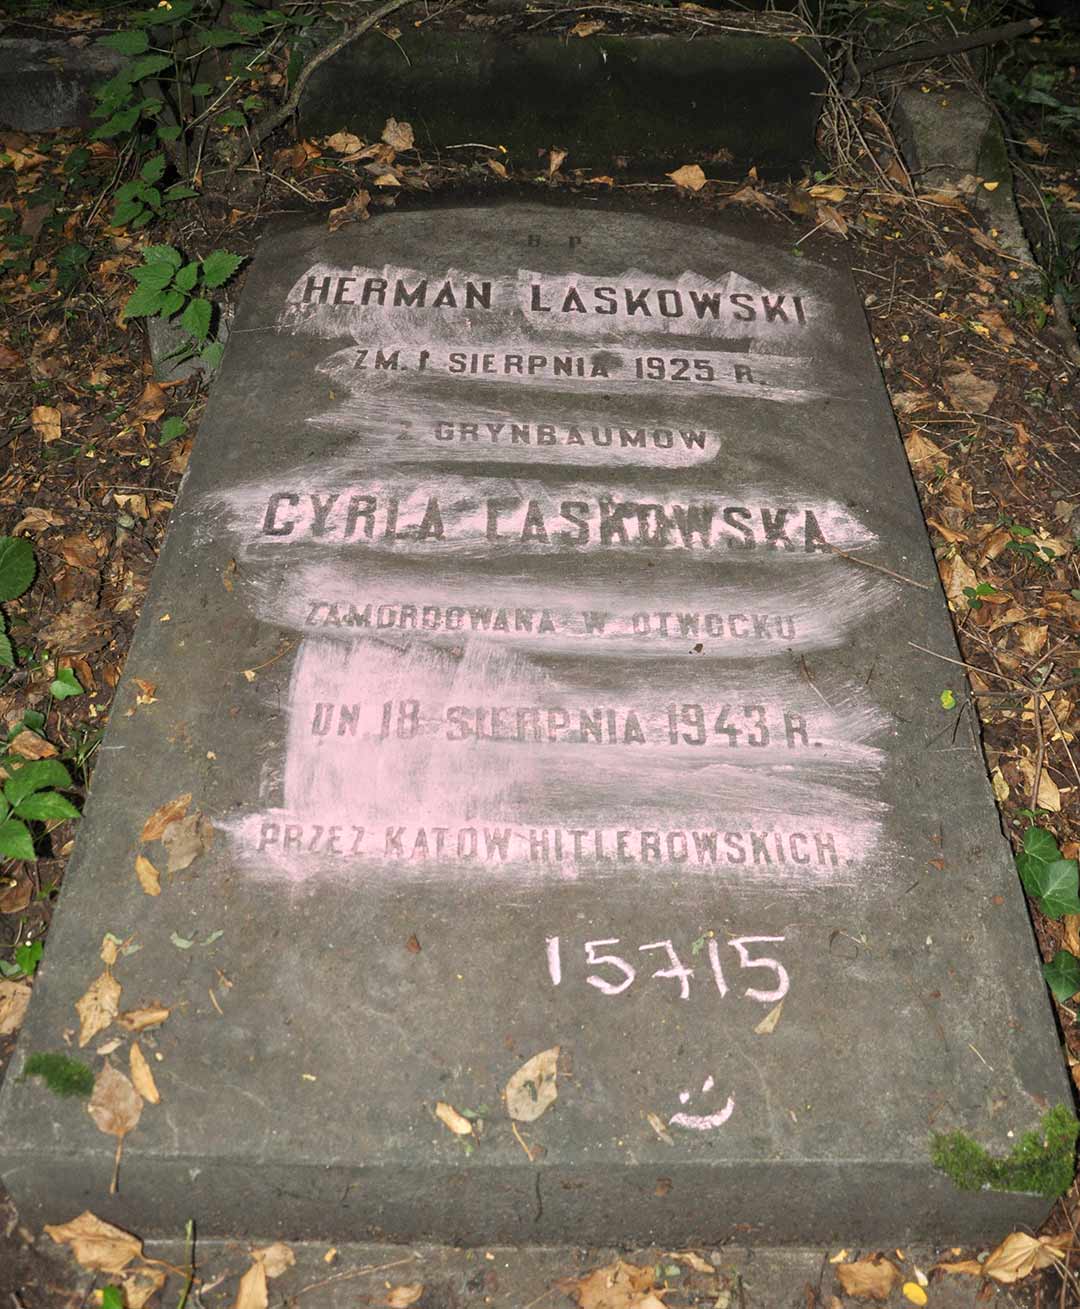 B. P.
HERMAN LASKOWSKI
ZM. 1 SIERPNIA 1925 R.
Z GRYNBAUMÓW
CYRLA LASKOWSKA
ZAMORDOWANA W OTWOCKU
DN. 18 SIERPNIA 1943 R.
PRZEZ KATÓW HITLEROWSKICH.
15715